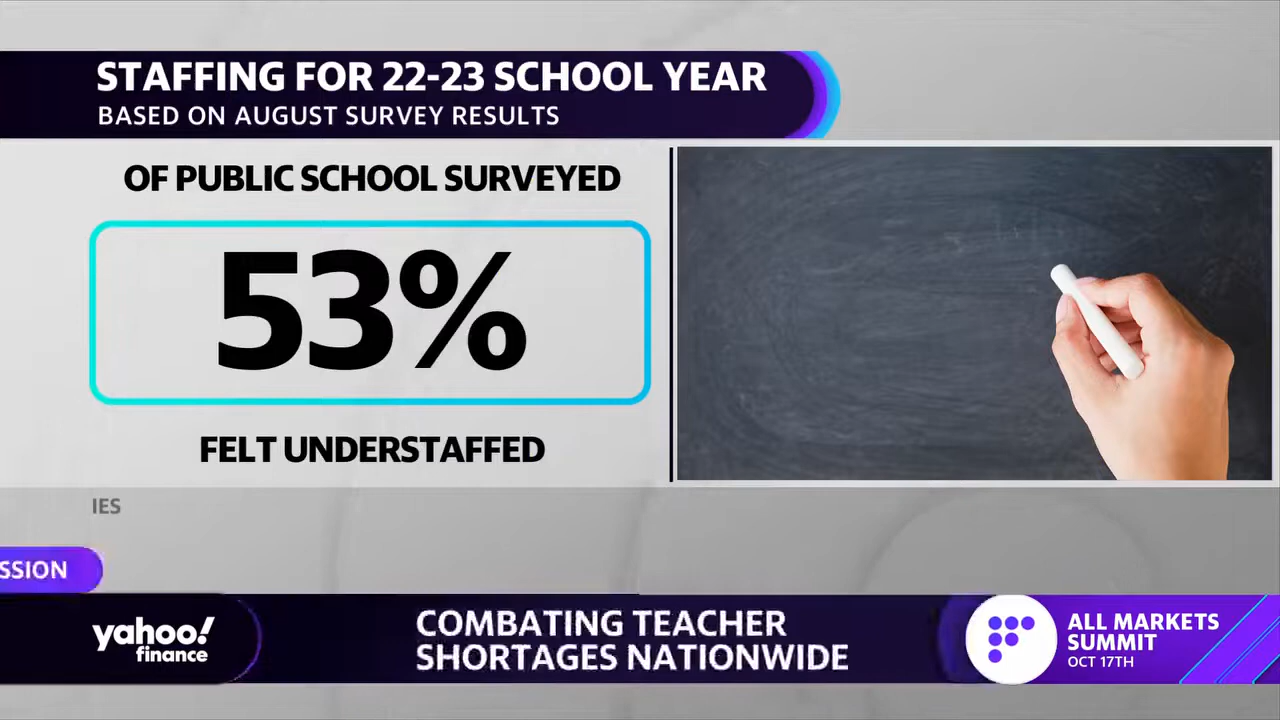 STAFFING FOR 22-23 SCHOOL YEAR
BASED ON AUGUST SURVEY RESULTS
OF PUBLIC SCHOOL SURVEYED
53%
FELT UNDERSTAFFED
IES
SSION
yahoo!
finance
COMBATING TEACHER
SHORTAGES NATIONWIDE
ALL MARKETS
SUMMIT
OCT 17TH